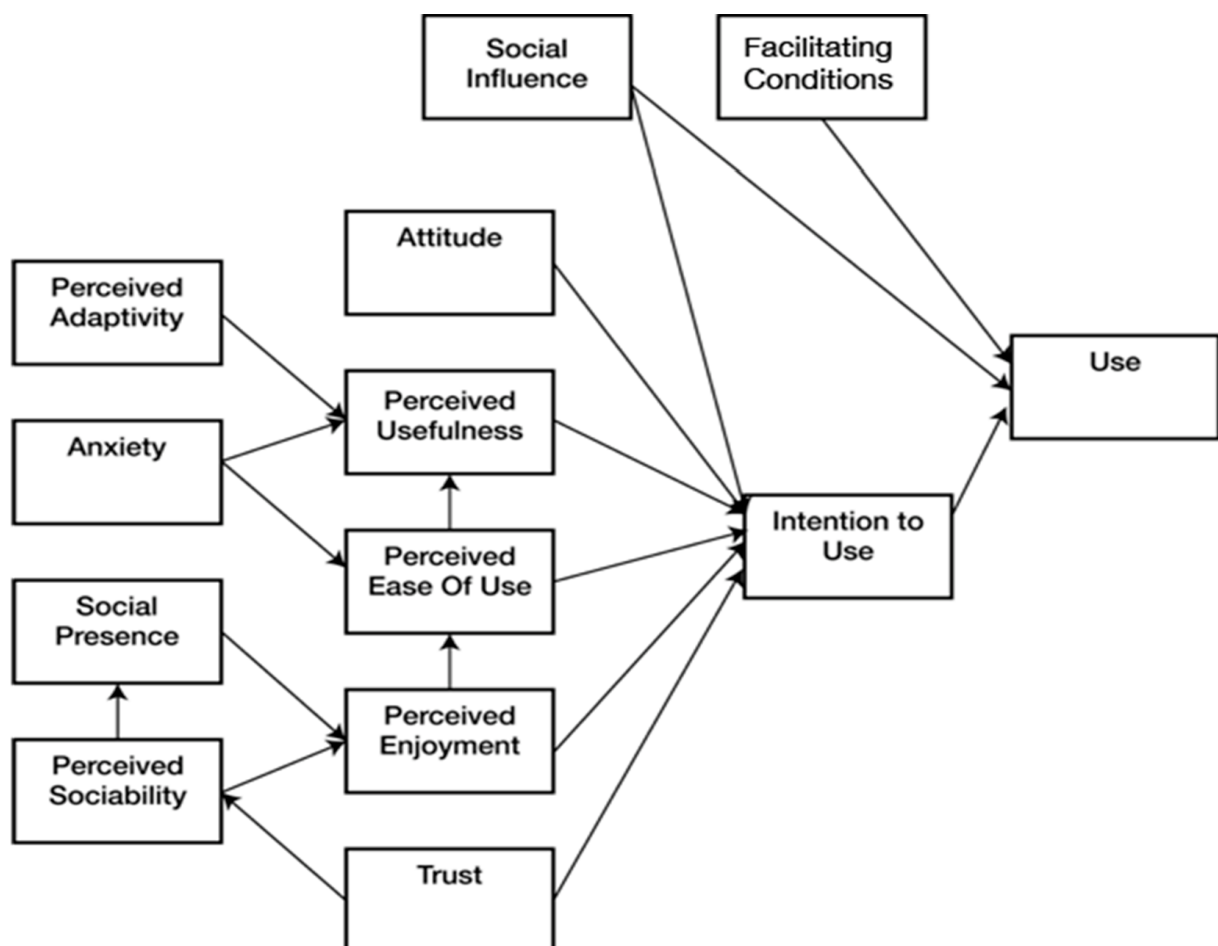 Social
Influence
Facilitating
Conditions
Attitude
Perceived
Adaptivity
Use
Perceived
Usefulness
Anxiety
Intention to
Use
Perceived
Ease Of Use
Social
Presence
Perceived
Enjoyment
Perceived
Sociability
Trust